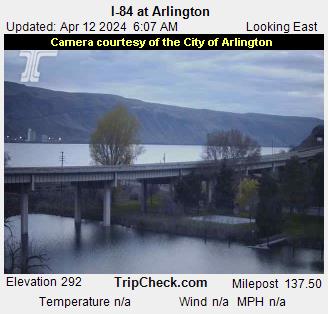 I-84 at Arlington
Updated: Apr 12 2024 6:07 AM Looking East
Camera courtesy of the City of Arlington
Elevation 292 TripCheck.com Milepost 137.50
Temperature n/a Wind n/a MPH n/a